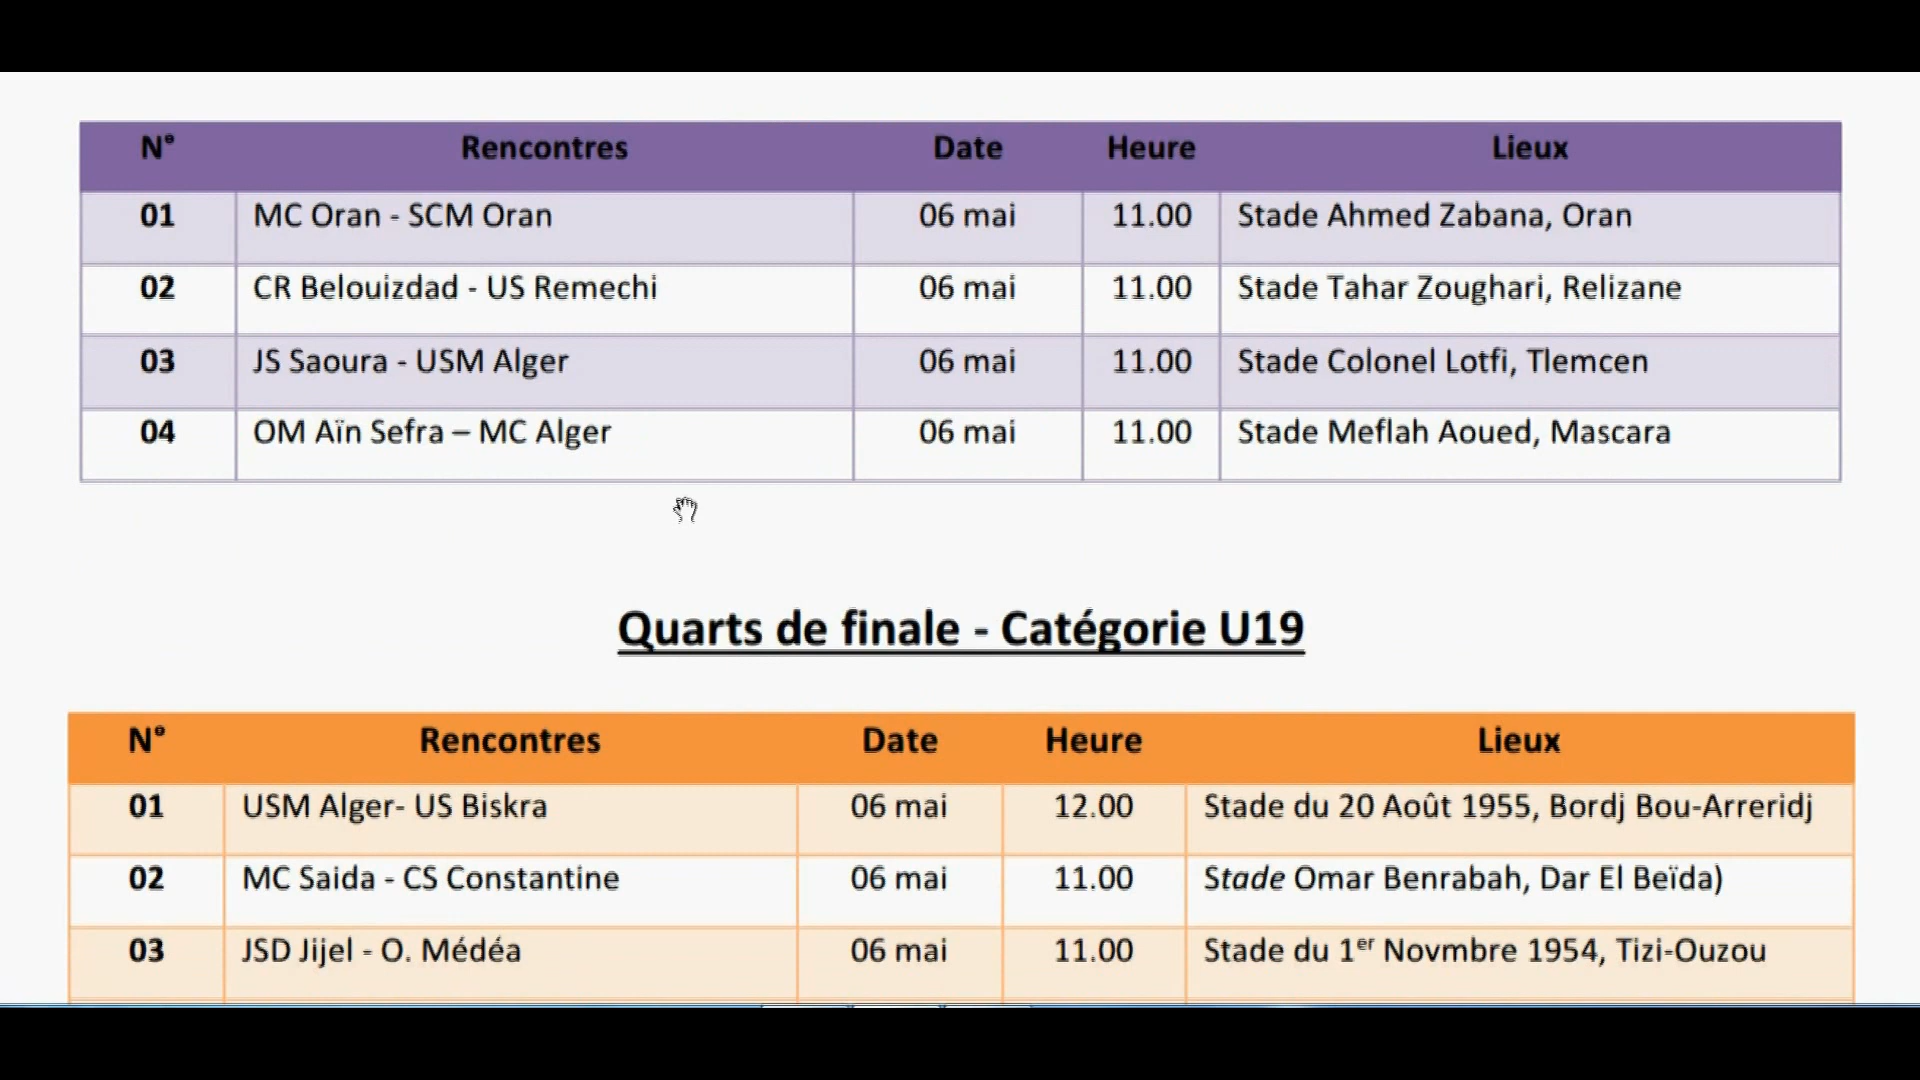 N° Rencontres Date Heure Lieux
01 MC Oran - SCM Oran 06 mai 11.00 Stade Ahmed Zabana, Oran
02 CR Belouizdad - US Remechi 06 mai 11.00 Stade Tahar Zoughari, Relizane
03 JS Saoura - USM Alger 06 mai 11.00 Stade Colonel Lotfi, Tlemcen
04 OM Aïn Sefra – MC Alger 06 mai 11.00 Stade Meflah Aoued, Mascara
Quarts de finale - Catégorie U19
N° Rencontres Date Heure Lieux
01 USM Alger- US Biskra 06 mai 12.00 Stade du 20 Août 1955, Bordj Bou-Arreridj
02 MC Saida - CS Constantine 06 mai 11.00 Stade Omar Benrabah, Dar El Beïda)
03 JSD Jijel - O. Médéa 06 mai 11.00 Stade du 1er Novmbre 1954, Tizi-Ouzou